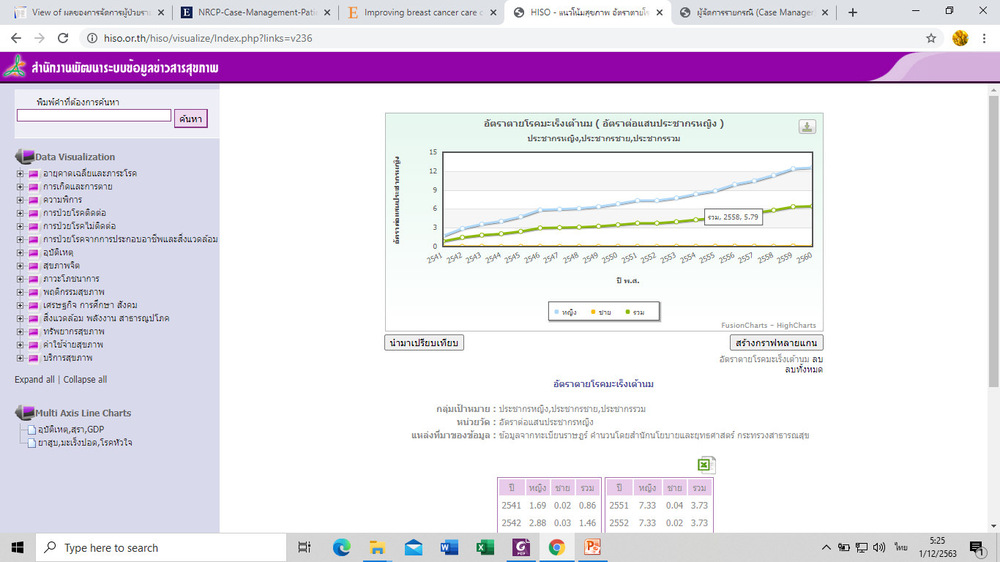 View of ผลของการจัดการผู้ป่วยราย
NRCP-Case-Management-Patie
Improving breast cancer care c
HISO - แนวโน้มสุขภาพ อัตราตายโร
ผู้จัดการรายกรณี (Case Manager)
hiso.or.th/hiso/visualize/Index.php?links=v236
สำนักงานพัฒนาระบบข้อมูลข่าวสารสุขภาพ
พิมพ์คำที่ต้องการค้นหา
ค้นหา
Data Visualization
อายุคาดเฉลี่ยและภาระโรค
การเกิดและการตาย
ความพิการ
การป่วยโรคติดต่อ
การป่วยโรคไม่ติดต่อ
การป่วยโรคจากการประกอบอาชีพและสิ่งแวดล้อม
อุบัติเหตุ
สุขภาพจิต
ภาวะโภชนาการ
พฤติกรรมสุขภาพ
เศรษฐกิจ การศึกษา สังคม
สิ่งแวดล้อม พลังงาน สาธารณูปโภค
ทรัพยากรสุขภาพ
ค่าใช้จ่ายสุขภาพ
บริการสุขภาพ
Expand all | Collapse all
Multi Axis Line Charts
อุบัติเหตุ,สุรา,GDP
ยาสูบ,มะเร็งปอด,โรคหัวใจ
อัตราตายโรคมะเร็งเต้านม ( อัตราต่อแสนประชากรหญิง )
ประชากรหญิง,ประชากรชาย,ประชากรรวม
อัตราต่อแสนประชากรหญิง
15
12
9
6
3
0
รวม, 2558, 5.79
2541 2542 2543 2544 2545 2546 2547 2548 2549 2550 2551 2552 2553 2554 2555 2556 2557 2558 2559 2560
ปี พ.ศ.
หญิง ชาย รวม
FusionCharts - HighCharts
นำมาเปรียบเทียบ
สร้างกราฟหลายแกน
อัตราตายโรคมะเร็งเต้านม ลบ
ลบทั้งหมด
อัตราตายโรคมะเร็งเต้านม
กลุ่มเป้าหมาย : ประชากรหญิง,ประชากรชาย,ประชากรรวม
หน่วยวัด : อัตราต่อแสนประชากรหญิง
แหล่งที่มาของข้อมูล : ข้อมูลจากทะเบียนราษฎร์ คำนวนโดยสำนักนโยบายและยุทธศาสตร์ กระทรวงสาธารณสุข
ปี หญิง ชาย รวม ปี หญิง ชาย รวม
2541 1.69 0.02 0.86 2551 7.33 0.04 3.73
2542 2.88 0.03 1.46 2552 7.33 0.02 3.73
Type here to search
ไทย
5:25
1/12/2563
1